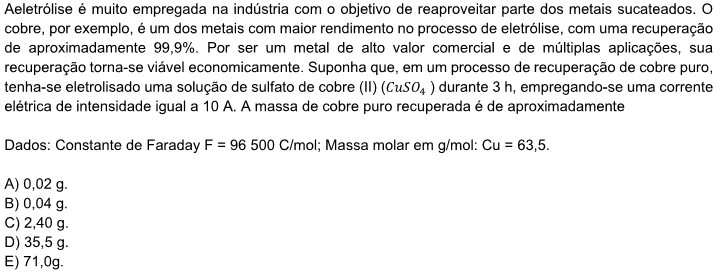 Aeletrólise é muito empregada na indústria com o objetivo de reaproveitar parte dos metais sucateados. O
cobre, por exemplo, é um dos metais com maior rendimento no processo de eletrólise, com uma recuperação
de aproximadamente 99,9%. Por ser um metal de alto valor comercial e de múltiplas aplicações, sua
recuperação torna-se viável economicamente. Suponha que, em um processo de recuperação de cobre puro,
tenha-se eletrolisado uma solução de sulfato de cobre (II) (CuSO₄ ) durante 3 h, empregando-se uma corrente
elétrica de intensidade igual a 10 A. A massa de cobre puro recuperada é de aproximadamente
Dados: Constante de Faraday F = 96 500 C/mol; Massa molar em g/mol: Cu = 63,5.
A) 0,02 g.
B) 0,04 g.
C) 2,40 g.
D) 35,5 g.
E) 71,0g.